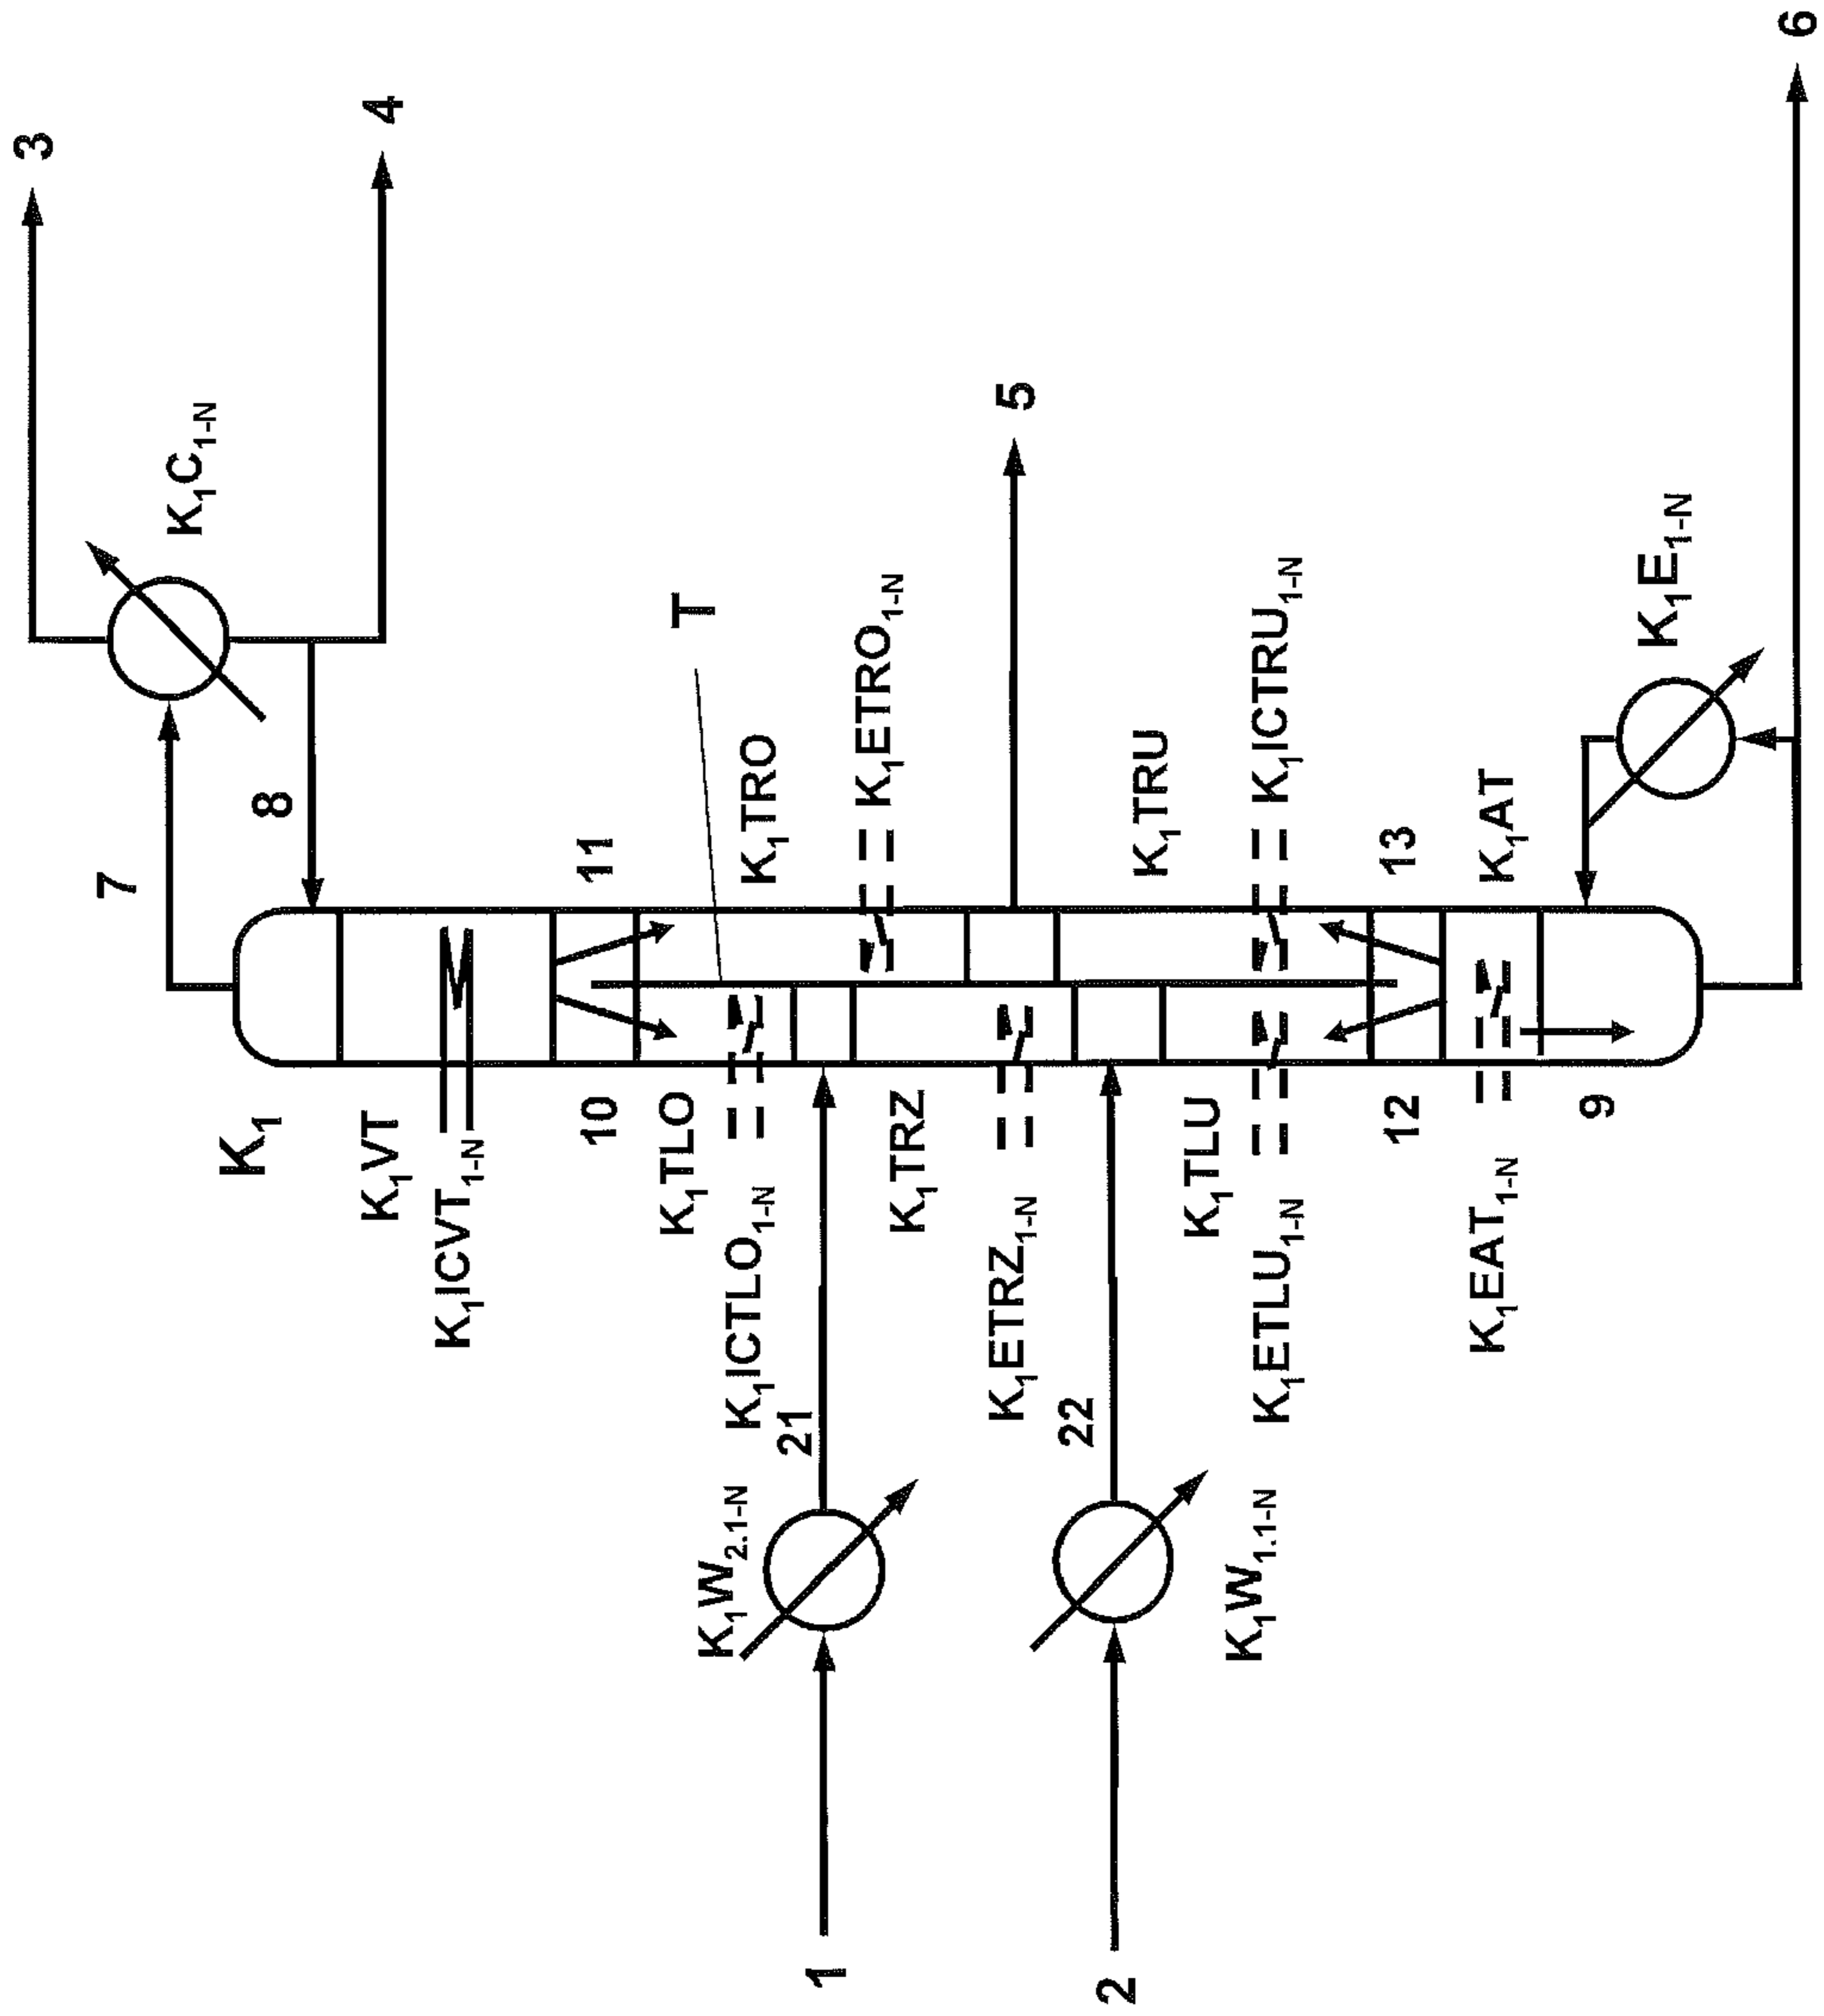 3
4
K₁C₁₋N
7
8
K₁
K₁VT
K₁ICVT₁₋N
10
11
T
K₁TLO
K₁TRO
K₁ICTLO₁₋N
K₁ETRO₁₋N
K₁W₂.₁₋N
21
1
K₁TRZ
5
K₁ETRZ₁₋N
22
2
K₁W₁.₁₋N
K₁TLU
K₁TRU
K₁ETLU₁₋N
K₁ICTRU₁₋N
12
13
K₁EAT₁₋N
K₁AT
9
K₁E₁₋N
6